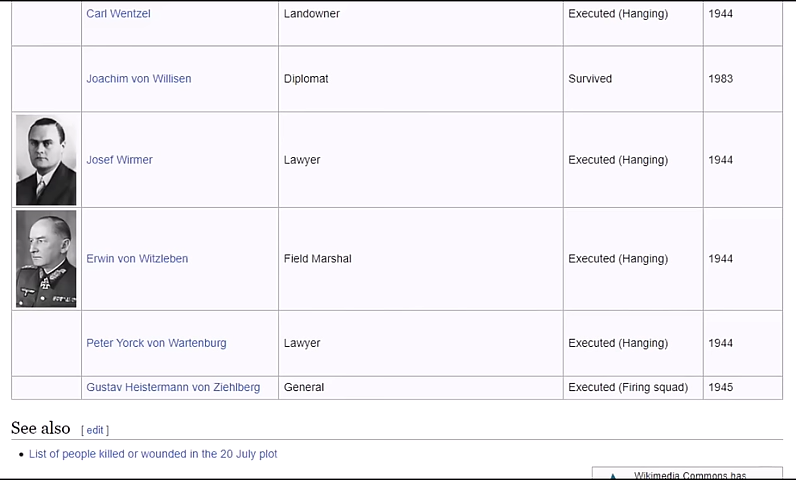 Carl Wentzel Landowner Executed (Hanging) 1944
Joachim von Willisen Diplomat Survived 1983
Josef Wirmer Lawyer Executed (Hanging) 1944
Erwin von Witzleben Field Marshal Executed (Hanging) 1944
Peter Yorck von Wartenburg Lawyer Executed (Hanging) 1944
Gustav Heistermann von Ziehlberg General Executed (Firing squad) 1945
See also [ edit ]
• List of people killed or wounded in the 20 July plot
Wikimedia Commons has